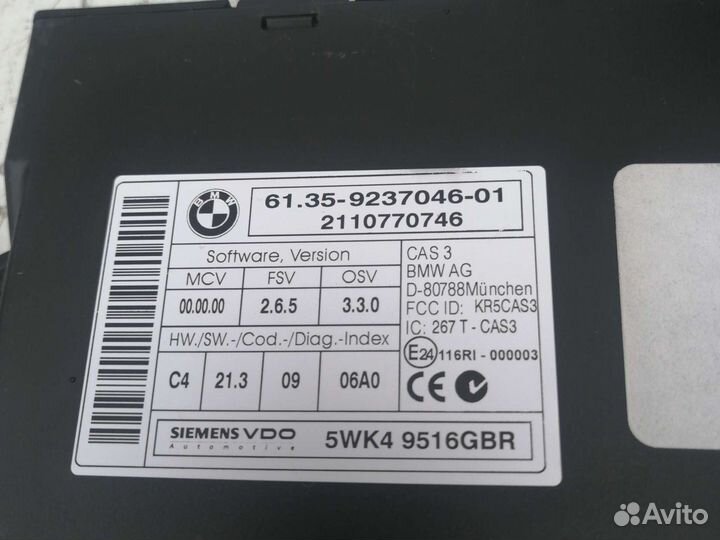 BMW
61.35-9237046-01
2110770746
Software, Version
MCV FSV OSV
00.00.00 2.6.5 3.3.0
HW./SW.-/Cod.-/Diag.-Index
C4 21.3 09 06A0
CAS 3
BMW AG
D-80788München
FCC ID: KR5CAS3
IC: 267 T - CAS3
E24 116RI - 000003
CE N
SIEMENS VDO
Automotive
5WK4 9516GBR
Avito